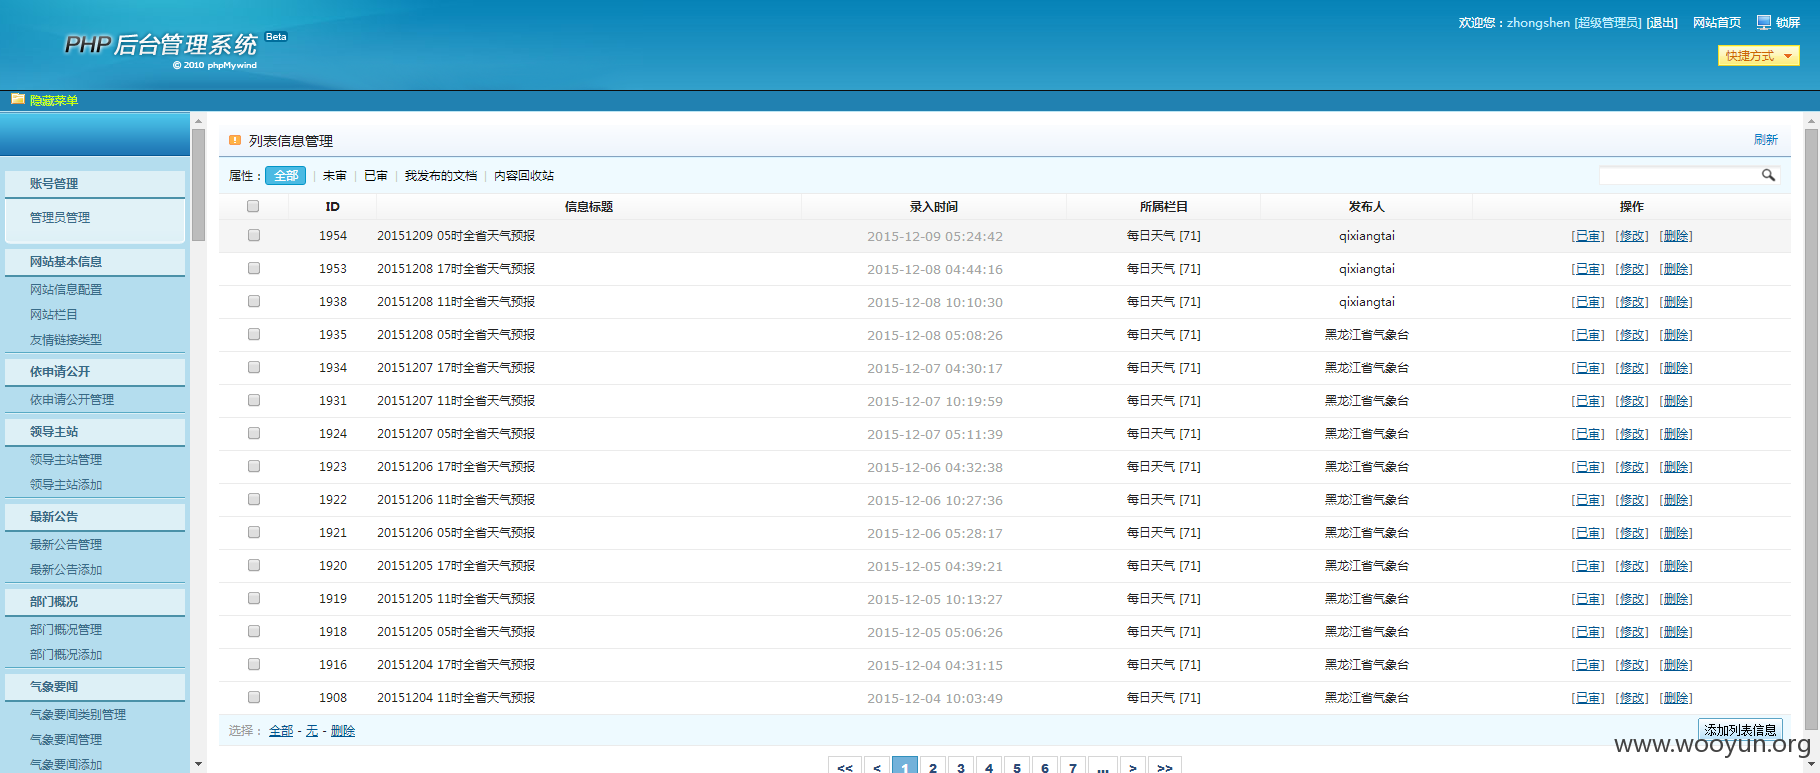 欢迎您：zhongshen [超级管理员] [退出] 网站首页 锁屏
PHP 后台管理系统 Beta
© 2010 phpMywind
快捷方式
隐藏菜单
账号管理
管理员管理
网站基本信息
网站信息配置
网站栏目
友情链接类型
依申请公开
依申请公开管理
领导主站
领导主站管理
领导主站添加
最新公告
最新公告管理
最新公告添加
部门概况
部门概况管理
部门概况添加
气象要闻
气象要闻类别管理
气象要闻管理
气象要闻添加
列表信息管理 刷新
属性： 全部 | 未审 | 已审 | 我发布的文档 | 内容回收站
ID 信息标题 录入时间 所属栏目 发布人 操作
1954 20151209 05时全省天气预报 2015-12-09 05:24:42 每日天气 [71] qixiangtai [已审] [修改] [删除]
1953 20151208 17时全省天气预报 2015-12-08 04:44:16 每日天气 [71] qixiangtai [已审] [修改] [删除]
1938 20151208 11时全省天气预报 2015-12-08 10:10:30 每日天气 [71] qixiangtai [已审] [修改] [删除]
1935 20151208 05时全省天气预报 2015-12-08 05:08:26 每日天气 [71] 黑龙江省气象台 [已审] [修改] [删除]
1934 20151207 17时全省天气预报 2015-12-07 04:30:17 每日天气 [71] 黑龙江省气象台 [已审] [修改] [删除]
1931 20151207 11时全省天气预报 2015-12-07 10:19:59 每日天气 [71] 黑龙江省气象台 [已审] [修改] [删除]
1924 20151207 05时全省天气预报 2015-12-07 05:11:39 每日天气 [71] 黑龙江省气象台 [已审] [修改] [删除]
1923 20151206 17时全省天气预报 2015-12-06 04:32:38 每日天气 [71] 黑龙江省气象台 [已审] [修改] [删除]
1922 20151206 11时全省天气预报 2015-12-06 10:27:36 每日天气 [71] 黑龙江省气象台 [已审] [修改] [删除]
1921 20151206 05时全省天气预报 2015-12-06 05:28:17 每日天气 [71] 黑龙江省气象台 [已审] [修改] [删除]
1920 20151205 17时全省天气预报 2015-12-05 04:39:21 每日天气 [71] 黑龙江省气象台 [已审] [修改] [删除]
1919 20151205 11时全省天气预报 2015-12-05 10:13:27 每日天气 [71] 黑龙江省气象台 [已审] [修改] [删除]
1918 20151205 05时全省天气预报 2015-12-05 05:06:26 每日天气 [71] 黑龙江省气象台 [已审] [修改] [删除]
1916 20151204 17时全省天气预报 2015-12-04 04:31:15 每日天气 [71] 黑龙江省气象台 [已审] [修改] [删除]
1908 20151204 11时全省天气预报 2015-12-04 10:03:49 每日天气 [71] 黑龙江省气象台 [已审] [修改] [删除]
选择： 全部 - 无 - 删除 添加列表信息
www.wooyun.org
<< < 1 2 3 4 5 6 7 ... > >>